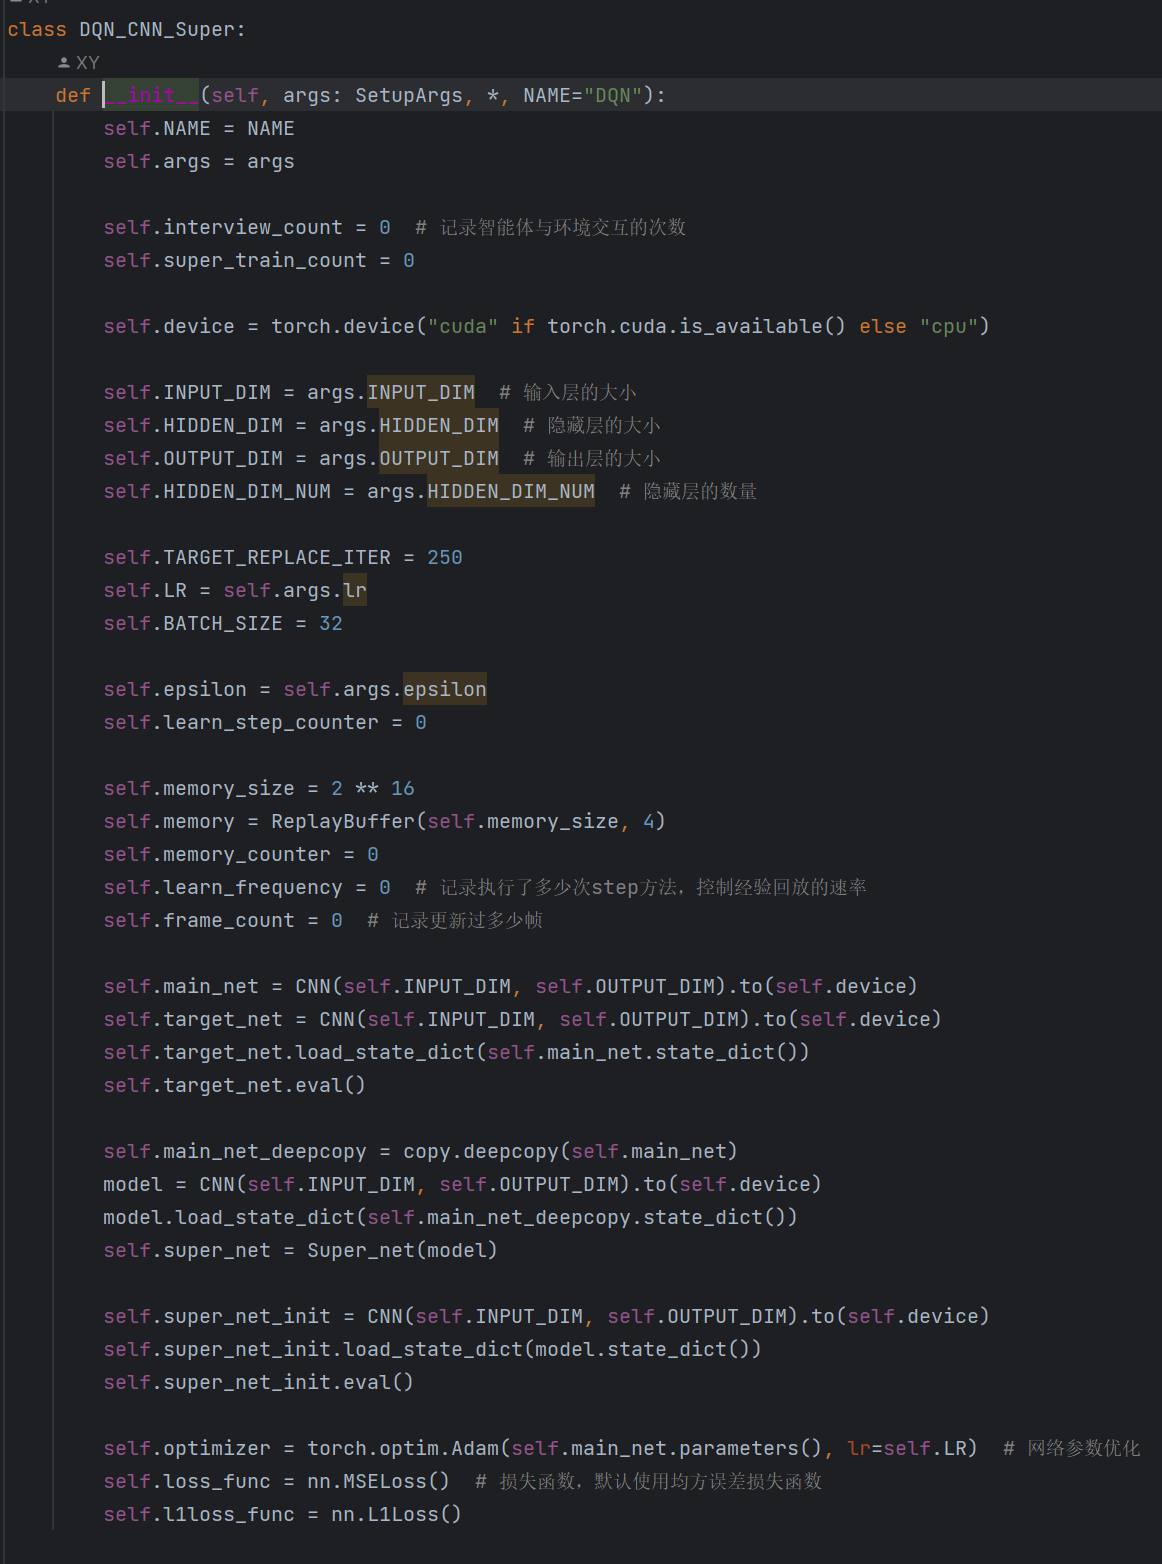 class DQN_CNN_Super:
XY
def __init__(self, args: SetupArgs, *, NAME="DQN"):
self.NAME = NAME
self.args = args
self.interview_count = 0  # 记录智能体与环境交互的次数
self.super_train_count = 0
self.device = torch.device("cuda" if torch.cuda.is_available() else "cpu")
self.INPUT_DIM = args.INPUT_DIM  # 输入层的大小
self.HIDDEN_DIM = args.HIDDEN_DIM  # 隐藏层的大小
self.OUTPUT_DIM = args.OUTPUT_DIM  # 输出层的大小
self.HIDDEN_DIM_NUM = args.HIDDEN_DIM_NUM  # 隐藏层的数量
self.TARGET_REPLACE_ITER = 250
self.LR = self.args.lr
self.BATCH_SIZE = 32
self.epsilon = self.args.epsilon
self.learn_step_counter = 0
self.memory_size = 2 ** 16
self.memory = ReplayBuffer(self.memory_size, 4)
self.memory_counter = 0
self.learn_frequency = 0  # 记录执行了多少次step方法，控制经验回放的速率
self.frame_count = 0  # 记录更新过多少帧
self.main_net = CNN(self.INPUT_DIM, self.OUTPUT_DIM).to(self.device)
self.target_net = CNN(self.INPUT_DIM, self.OUTPUT_DIM).to(self.device)
self.target_net.load_state_dict(self.main_net.state_dict())
self.target_net.eval()
self.main_net_deepcopy = copy.deepcopy(self.main_net)
model = CNN(self.INPUT_DIM, self.OUTPUT_DIM).to(self.device)
model.load_state_dict(self.main_net_deepcopy.state_dict())
self.super_net = Super_net(model)
self.super_net_init = CNN(self.INPUT_DIM, self.OUTPUT_DIM).to(self.device)
self.super_net_init.load_state_dict(model.state_dict())
self.super_net_init.eval()
self.optimizer = torch.optim.Adam(self.main_net.parameters(), lr=self.LR)  # 网络参数优化
self.loss_func = nn.MSELoss()  # 损失函数，默认使用均方误差损失函数
self.l1loss_func = nn.L1Loss()